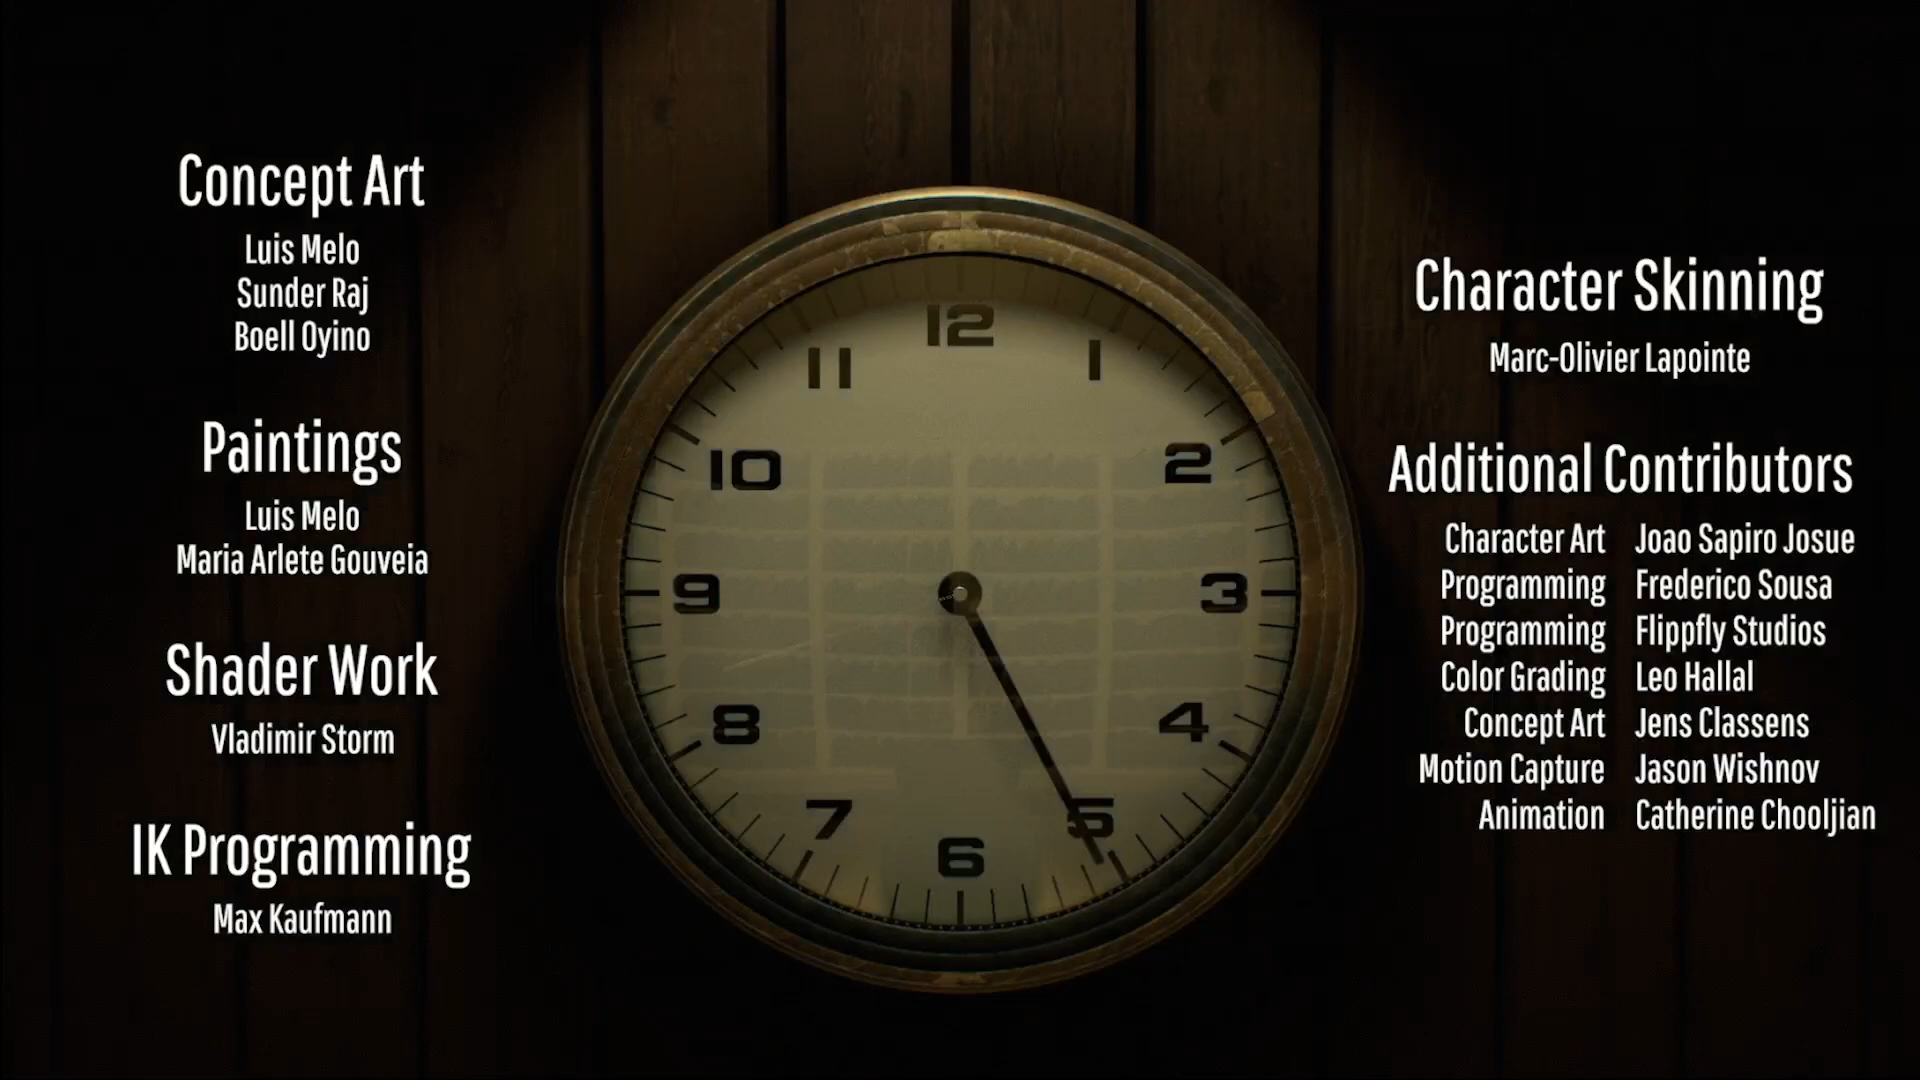 Concept Art
Luis Melo
Sunder Raj
Boell Oyino
Paintings
Luis Melo
Maria Arlete Gouveia
Shader Work
Vladimir Storm
IK Programming
Max Kaufmann
12
1
2
3
4
5
6
7
8
9
10
11
Character Skinning
Marc-Olivier Lapointe
Additional Contributors
Character Art Joao Sapiro Josue
Programming Frederico Sousa
Programming Flippfly Studios
Color Grading Leo Hallal
Concept Art Jens Classens
Motion Capture Jason Wishnov
Animation Catherine Chooljian